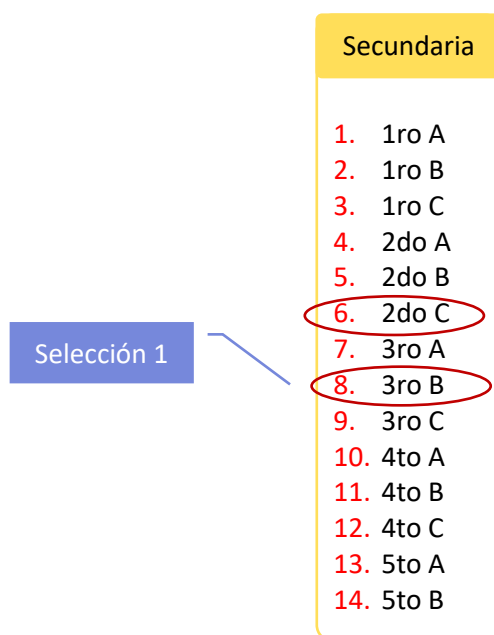 Secundaria
1. 1ro A
2. 1ro B
3. 1ro C
4. 2do A
5. 2do B
6. 2do C
7. 3ro A
Selección 1
8. 3ro B
9. 3ro C
10. 4to A
11. 4to B
12. 4to C
13. 5to A
14. 5to B